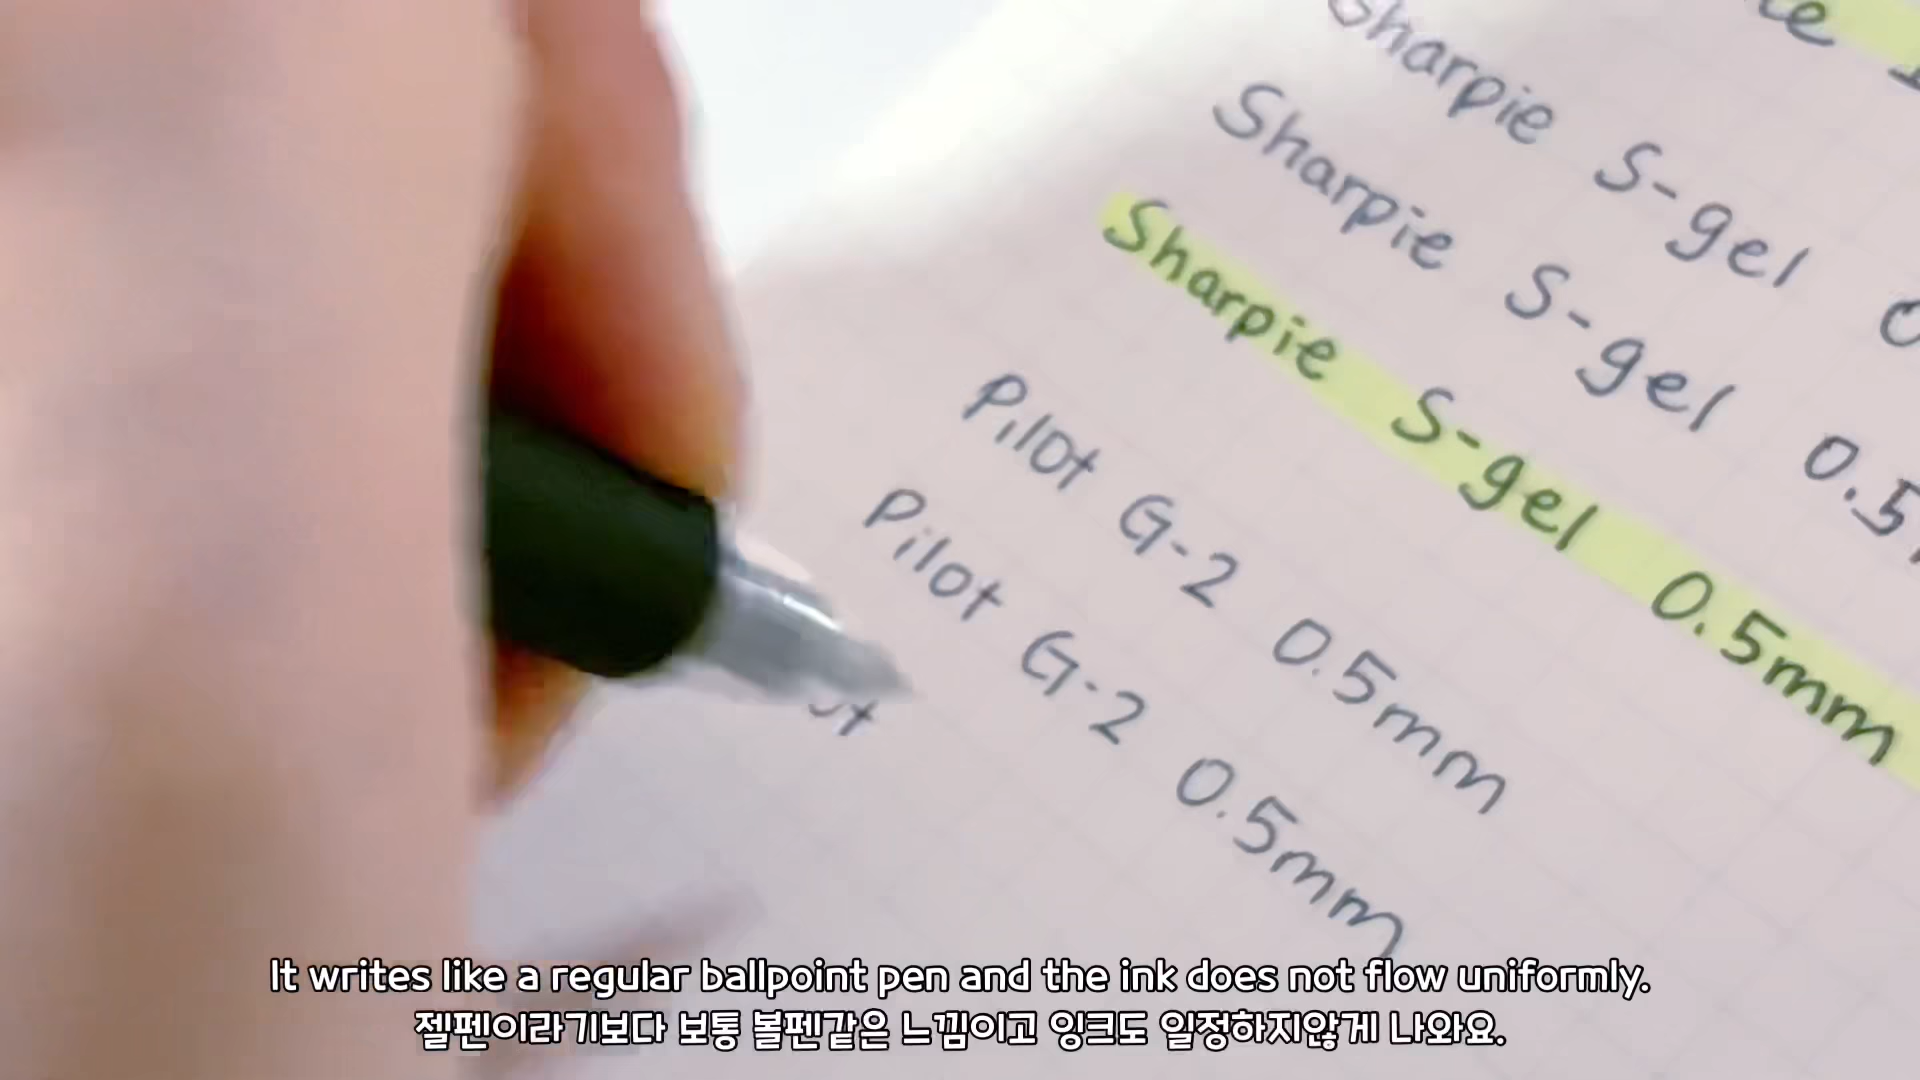 Sharpie S-gel
Sharpie S-gel 0.5
Sharpie S-gel 0.5mm
Pilot G-2 0.5mm
Pilot G-2 0.5mm
It writes like a regular ballpoint pen and the ink does not flow uniformly.
젤펜이라기보다 보통 볼펜같은 느낌이고 잉크도 일정하지않게 나와요.